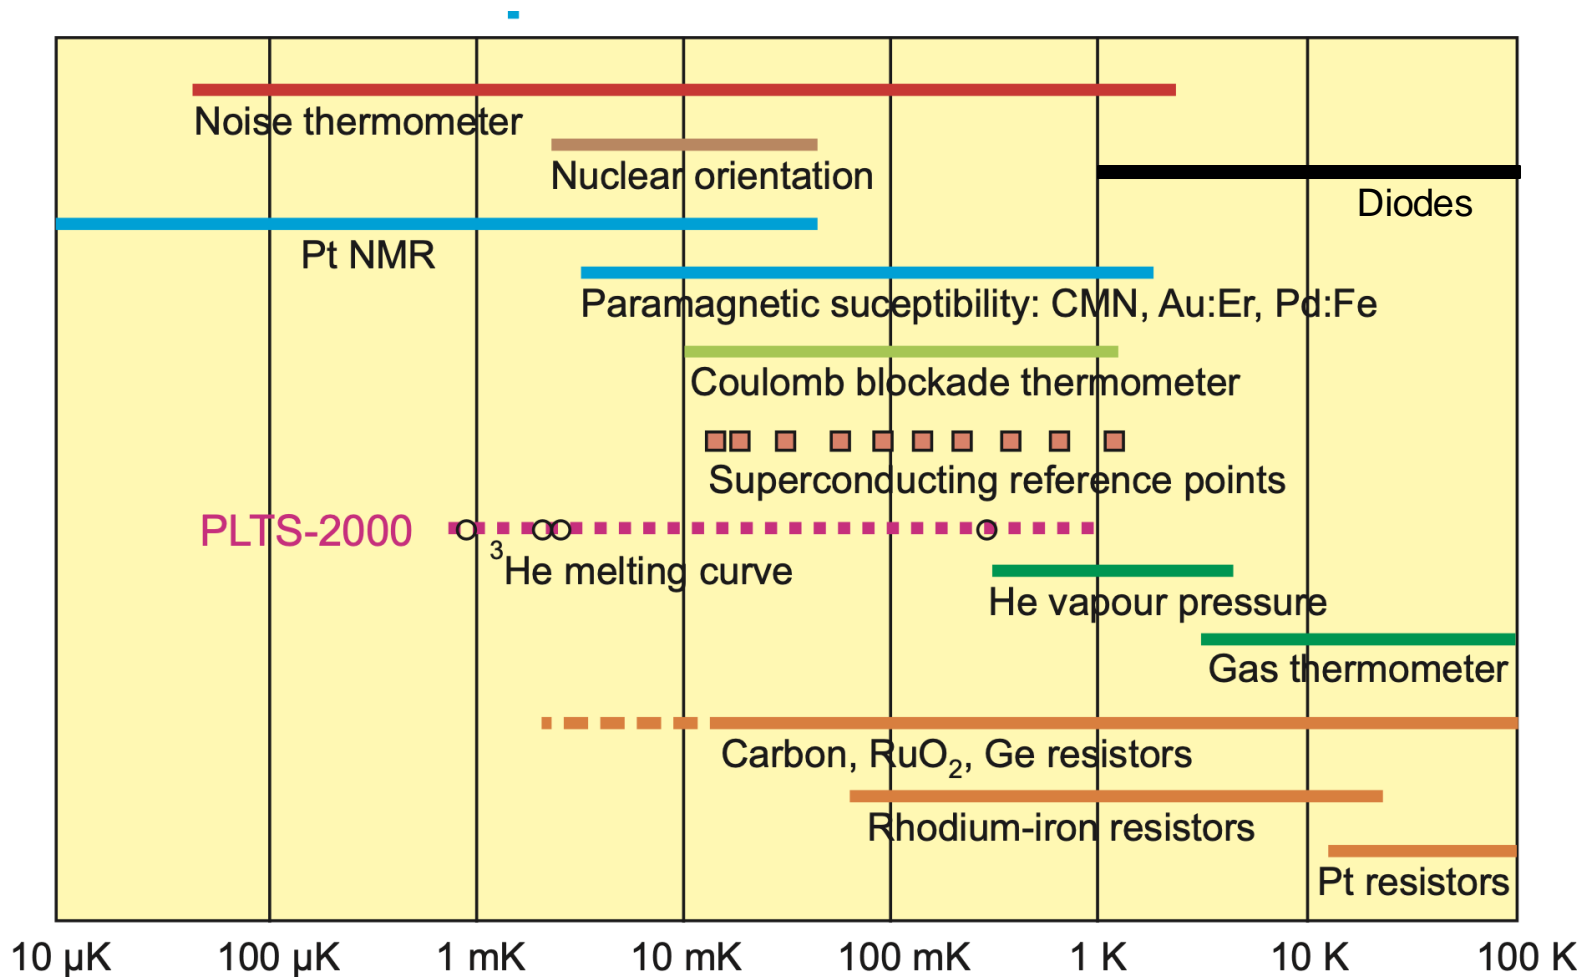 Noise thermometer
Nuclear orientation
Diodes
Pt NMR
Paramagnetic suceptibility: CMN, Au:Er, Pd:Fe
Coulomb blockade thermometer
Superconducting reference points
PLTS-2000
³He melting curve
He vapour pressure
Gas thermometer
Carbon, RuO₂, Ge resistors
Rhodium-iron resistors
Pt resistors
10 µK 100 µK 1 mK 10 mK 100 mK 1 K 10 K 100 K